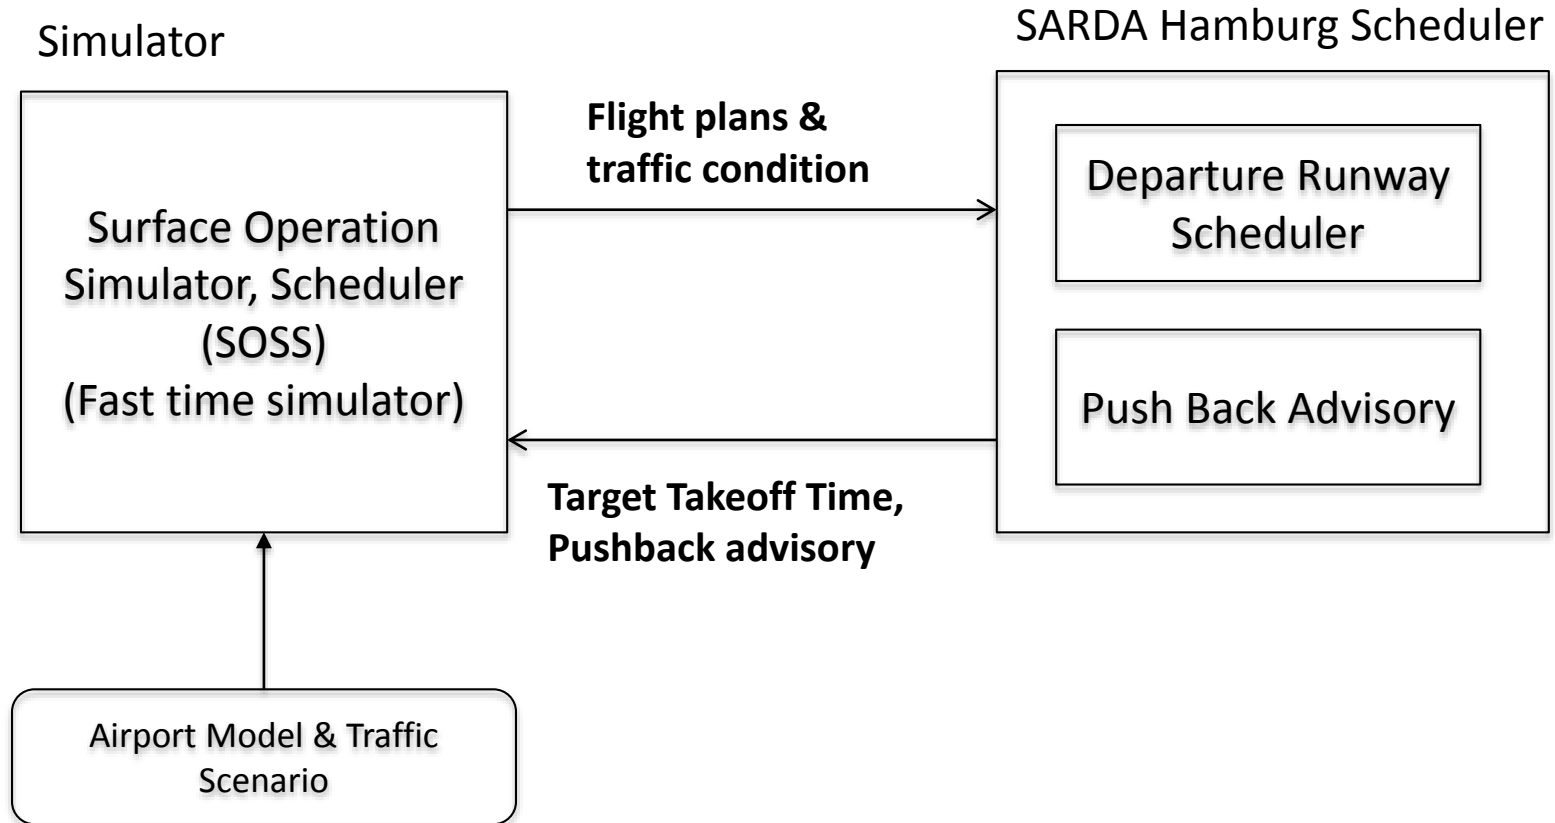 Simulator
SARDA Hamburg Scheduler
Surface Operation
Simulator, Scheduler
(SOSS)
(Fast time simulator)
Flight plans &
traffic condition
Departure Runway
Scheduler
Push Back Advisory
Target Takeoff Time,
Pushback advisory
Airport Model & Traffic
Scenario